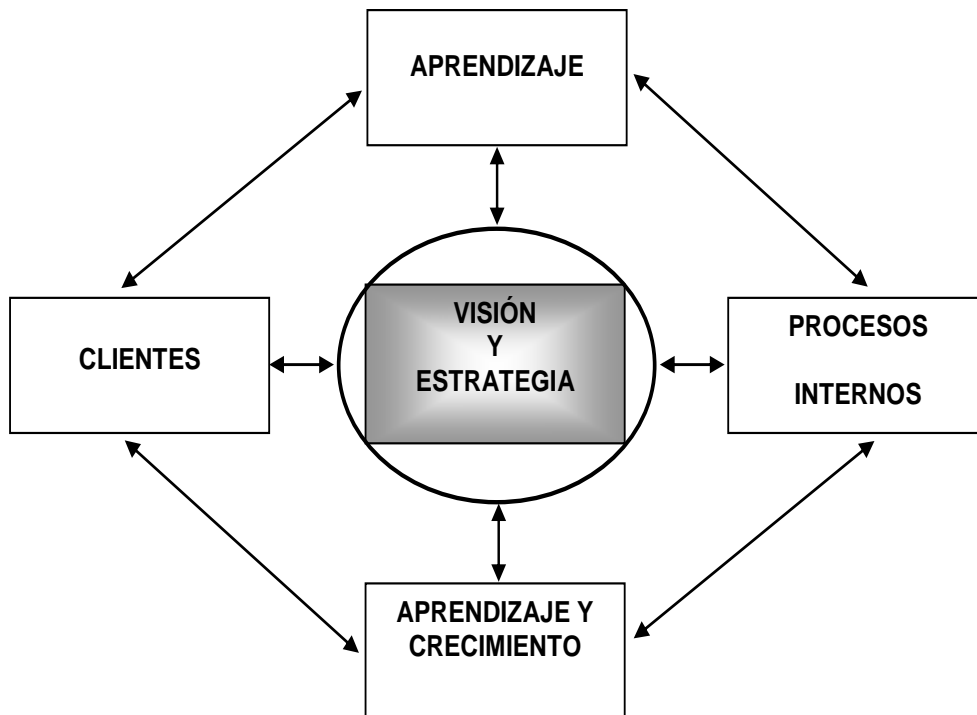 APRENDIZAJE
CLIENTES
VISIÓN
Y
ESTRATEGIA
PROCESOS
INTERNOS
APRENDIZAJE Y
CRECIMIENTO